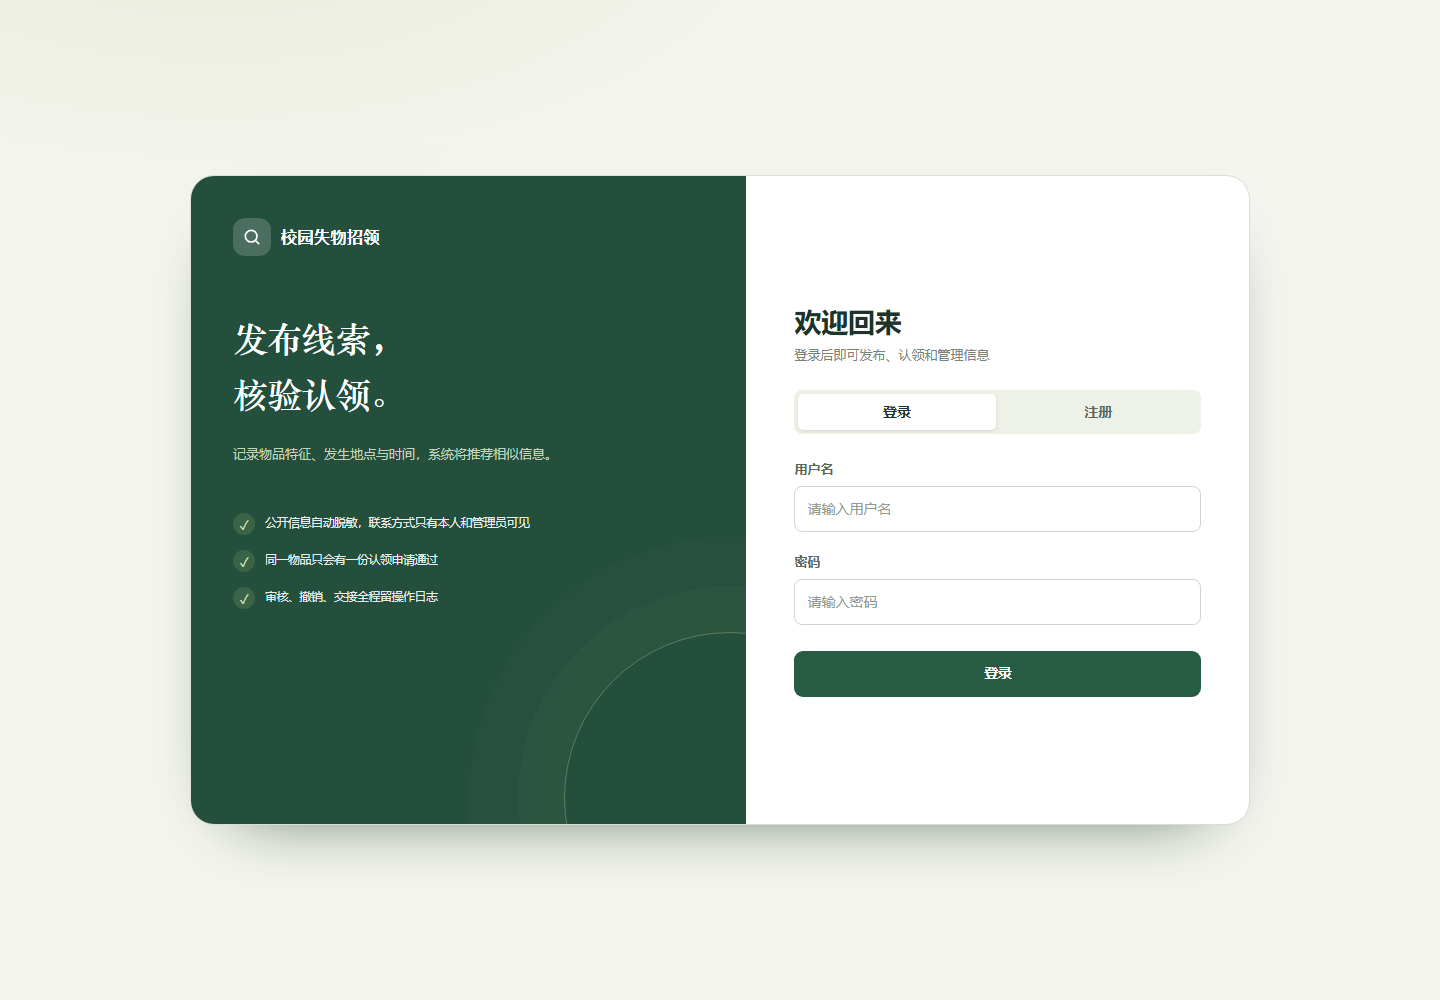 校园失物招领
发布线索，
核验认领。
记录物品特征、发生地点与时间，系统将推荐相似信息。
公开信息自动脱敏，联系方式只有本人和管理员可见
同一物品只会有一份认领申请通过
审核、撤销、交接全程留操作日志
欢迎回来
登录后即可发布、认领和管理信息
登录
注册
用户名
请输入用户名
密码
请输入密码
登录